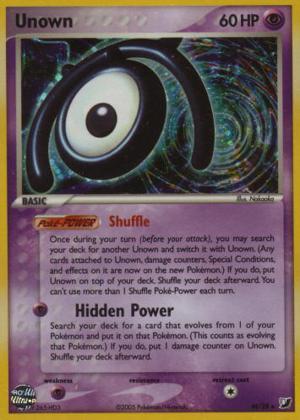 Unown
60 HP
Illus. Nakaoka
BASIC
Poké-POWER Shuffle
Once during your turn (before your attack), you may search
your deck for another Unown and switch it with Unown. (Any
cards attached to Unown, damage counters, Special Conditions,
and effects on it are now on the new Pokémon.) If you do, put
Unown on top of your deck. Shuffle your deck afterward. You
can't use more than 1 Shuffle Poké-Power each turn.
Hidden Power
Search your deck for a card that evolves from 1 of your
Pokémon and put it on that Pokémon. (This counts as evolving
that Pokémon.) If you do, put 1 damage counter on Unown.
Shuffle your deck afterward.
weakness resistance retreat cost
©2005 Pokémon/Nintendo